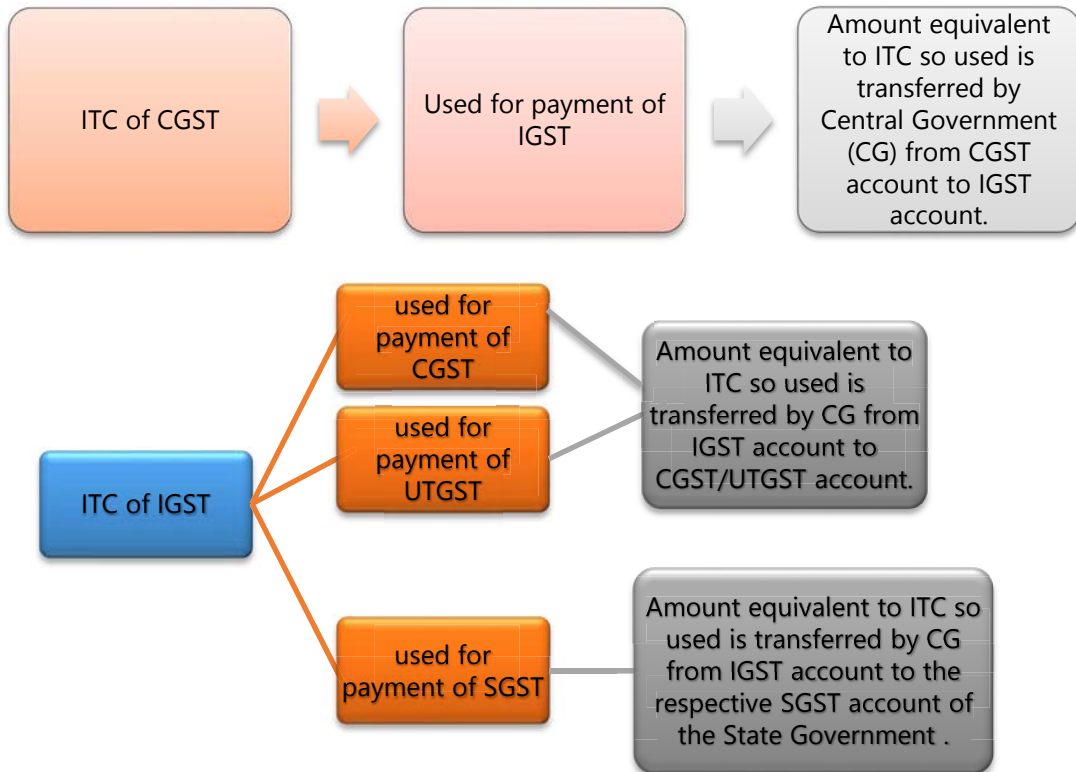 ITC of CGST
Used for payment of
IGST
Amount equivalent
to ITC so used is
transferred by
Central Government
(CG) from CGST
account to IGST
account.
ITC of IGST
used for
payment of
CGST
used for
payment of
UTGST
Amount equivalent to
ITC so used is
transferred by CG from
IGST account to
CGST/UTGST account.
used for
payment of SGST
Amount equivalent to ITC so
used is transferred by CG
from IGST account to the
respective SGST account of
the State Government .